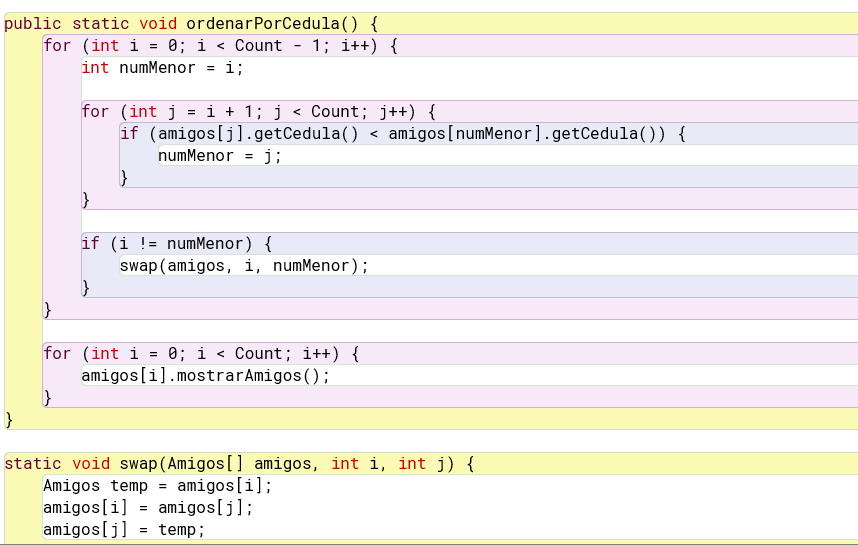 public static void ordenarPorCedula() {
for (int i = 0; i < Count - 1; i++) {
int numMenor = i;
for (int j = i + 1; j < Count; j++) {
if (amigos[j].getCedula() < amigos[numMenor].getCedula()) {
numMenor = j;
}
}
if (i != numMenor) {
swap(amigos, i, numMenor);
}
}
for (int i = 0; i < Count; i++) {
amigos[i].mostrarAmigos();
}
}
static void swap(Amigos[] amigos, int i, int j) {
Amigos temp = amigos[i];
amigos[i] = amigos[j];
amigos[j] = temp;